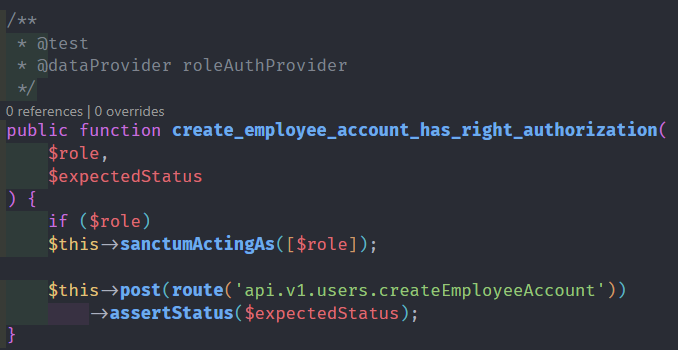 /**
 * @test
 * @dataProvider roleAuthProvider
 */
0 references | 0 overrides
public function create_employee_account_has_right_authorization(
    $role,
    $expectedStatus
) {
    if ($role)
    $this->sanctumActingAs([$role]);
    $this->post(route('api.v1.users.createEmployeeAccount'))
        ->assertStatus($expectedStatus);
}